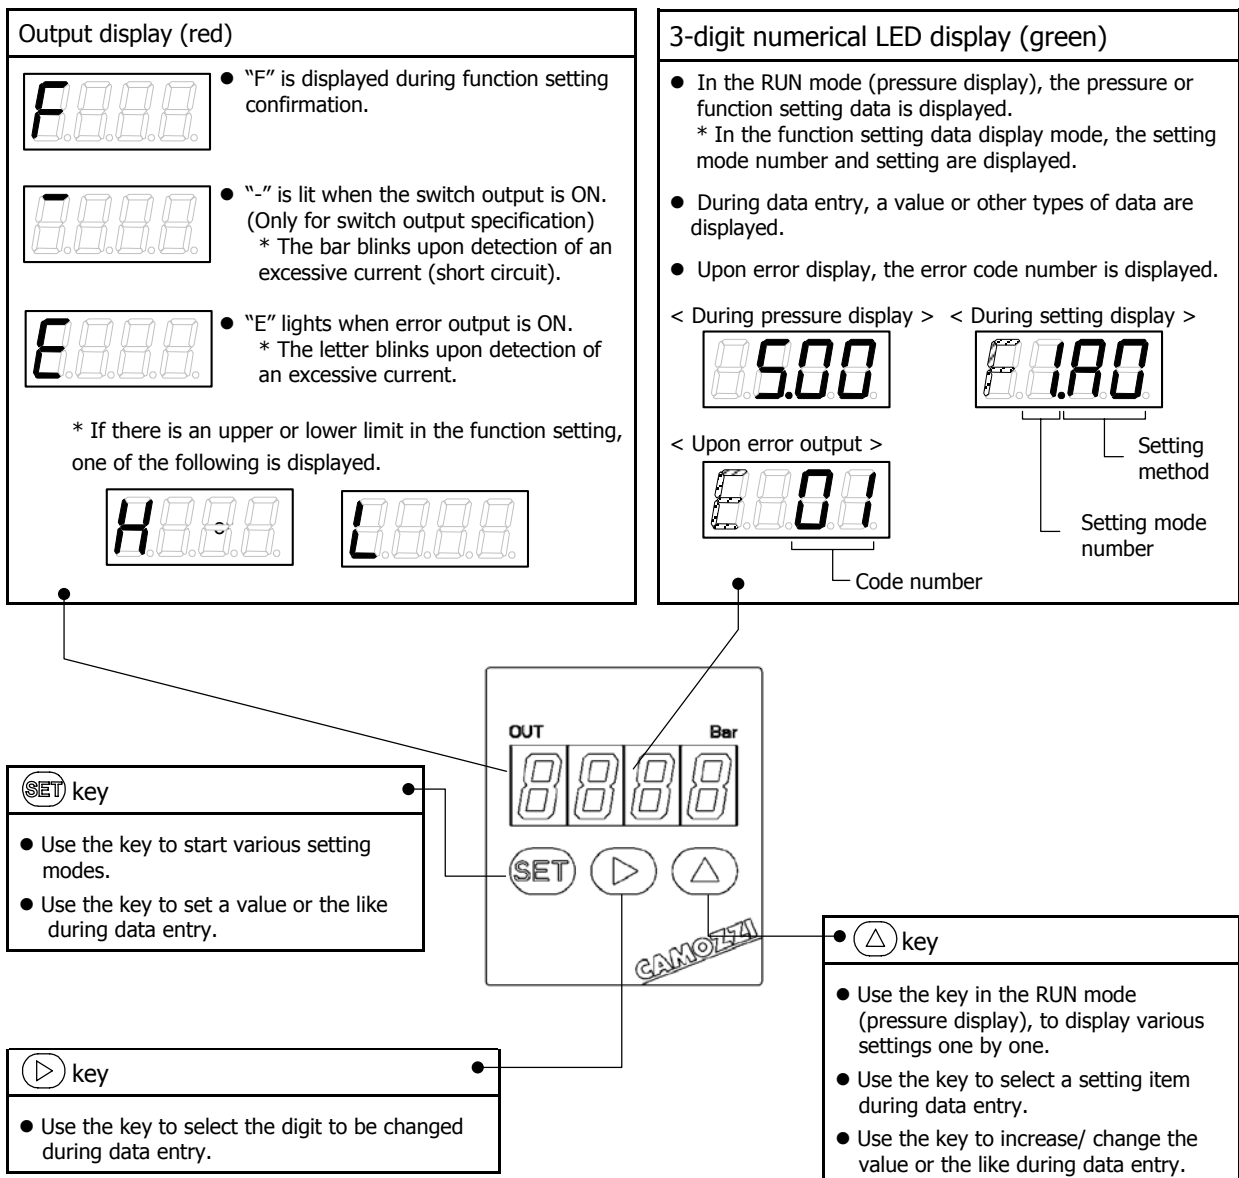 Output display (red)
F
● "F" is displayed during function setting
confirmation.
-
● "-" is lit when the switch output is ON.
(Only for switch output specification)
* The bar blinks upon detection of an
excessive current (short circuit).
E
● "E" lights when error output is ON.
* The letter blinks upon detection of
an excessive current.
* If there is an upper or lower limit in the function setting,
one of the following is displayed.
H
L
3-digit numerical LED display (green)
● In the RUN mode (pressure display), the pressure or
function setting data is displayed.
* In the function setting data display mode, the setting
mode number and setting are displayed.
● During data entry, a value or other types of data are
displayed.
● Upon error display, the error code number is displayed.
< During pressure display > < During setting display >
5.00
F 1.A0
Setting
method
Setting mode
number
< Upon error output >
E 01
Code number
OUT Bar
8888
SET ▷ △
CAMOZZI
SET key
● Use the key to start various setting
modes.
● Use the key to set a value or the like
during data entry.
▷ key
● Use the key to select the digit to be changed
during data entry.
△ key
● Use the key in the RUN mode
(pressure display), to display various
settings one by one.
● Use the key to select a setting item
during data entry.
● Use the key to increase/ change the
value or the like during data entry.